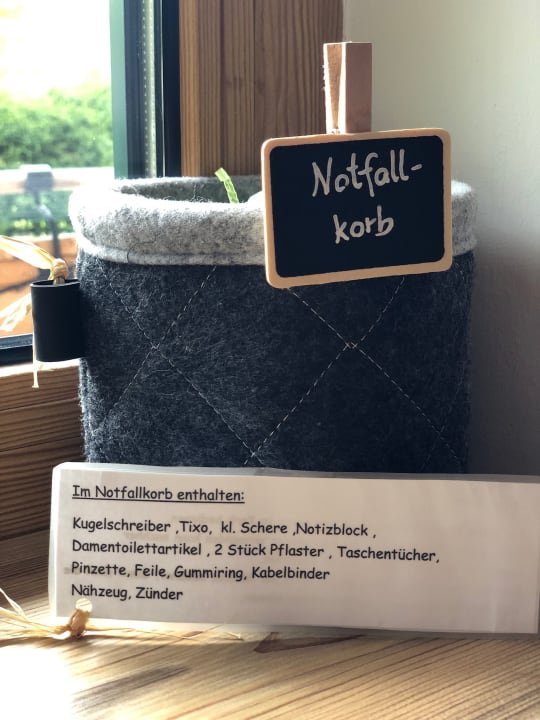 Notfall-
korb
Im Notfallkorb enthalten:
Kugelschreiber ,Tixo, kl. Schere ,Notizblock ,
Damentoilettartikel , 2 Stück Pflaster , Taschentücher,
Pinzette, Feile, Gummiring, Kabelbinder
Nähzeug, Zünder